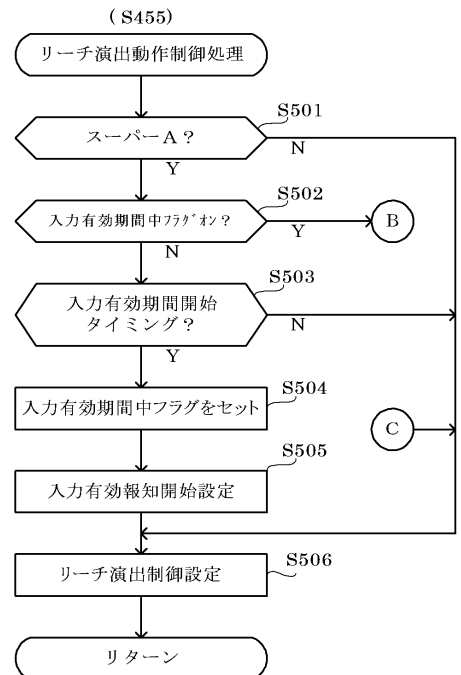 (S455)
リーチ演出動作制御処理
S501
スーパーA?
N
Y
S502
入力有効期間中フラグオン?
Y
B
N
S503
入力有効期間開始
タイミング?
N
Y
S504
入力有効期間中フラグをセット
C
S505
入力有効報知開始設定
S506
リーチ演出制御設定
リターン